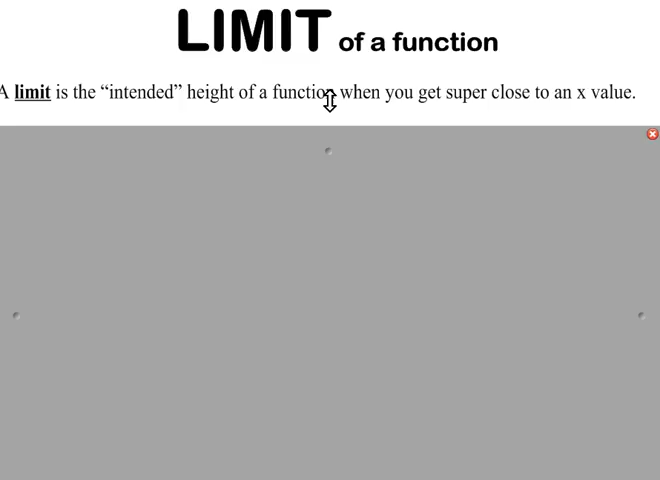 LIMIT of a function
A limit is the “intended” height of a function when you get super close to an x value.